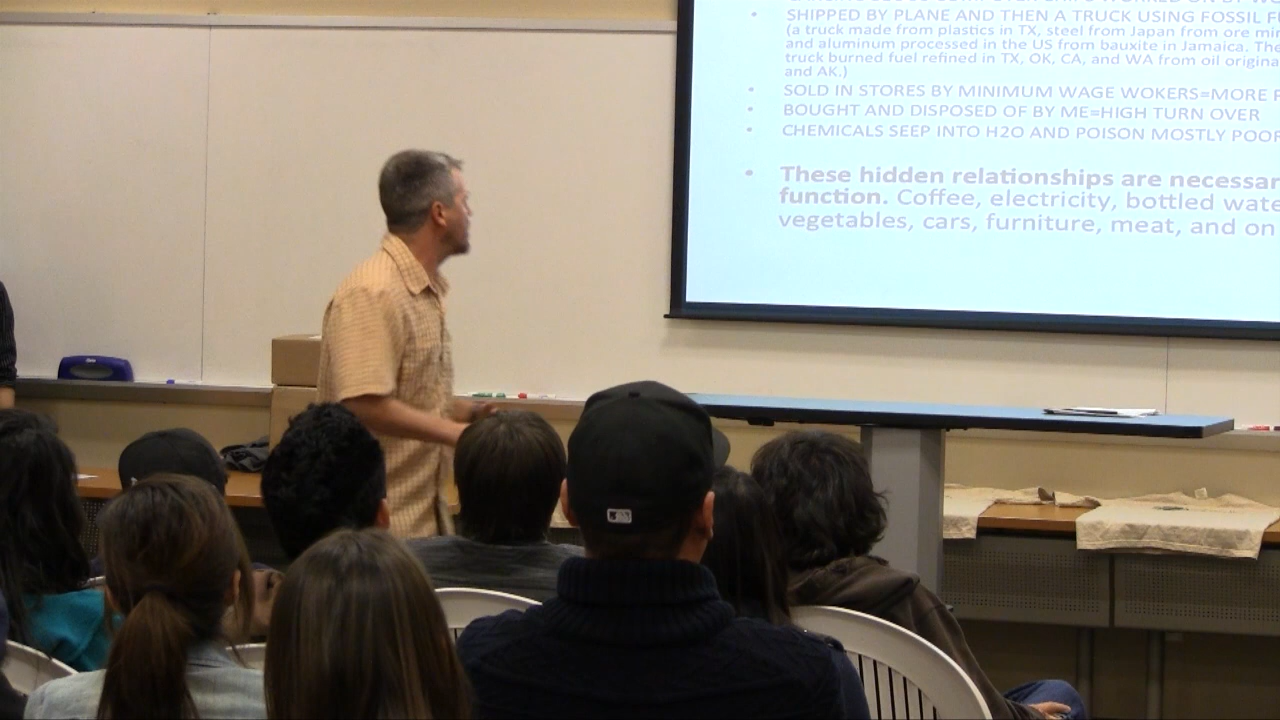 SHIPPED BY PLANE AND THEN A TRUCK USING FOSSIL
(a truck made from plastics in TX, steel from Japan from ore
and aluminum processed in the US from bauxite in Jamaica. The
truck burned fuel refined in TX, OK, CA, and WA from oil
and AK,)
SOLD IN STORES BY MINIMUM WAGE WOKERS=MORE
BOUGHT AND DISPOSED OF BY ME=HIGH TURN OVER
CHEMICALS SEEP INTO H2O AND POISON MOSTLY
These hidden relationships are
function. Coffee, electricity, bottled
vegetables, cars, furniture, meat, and on